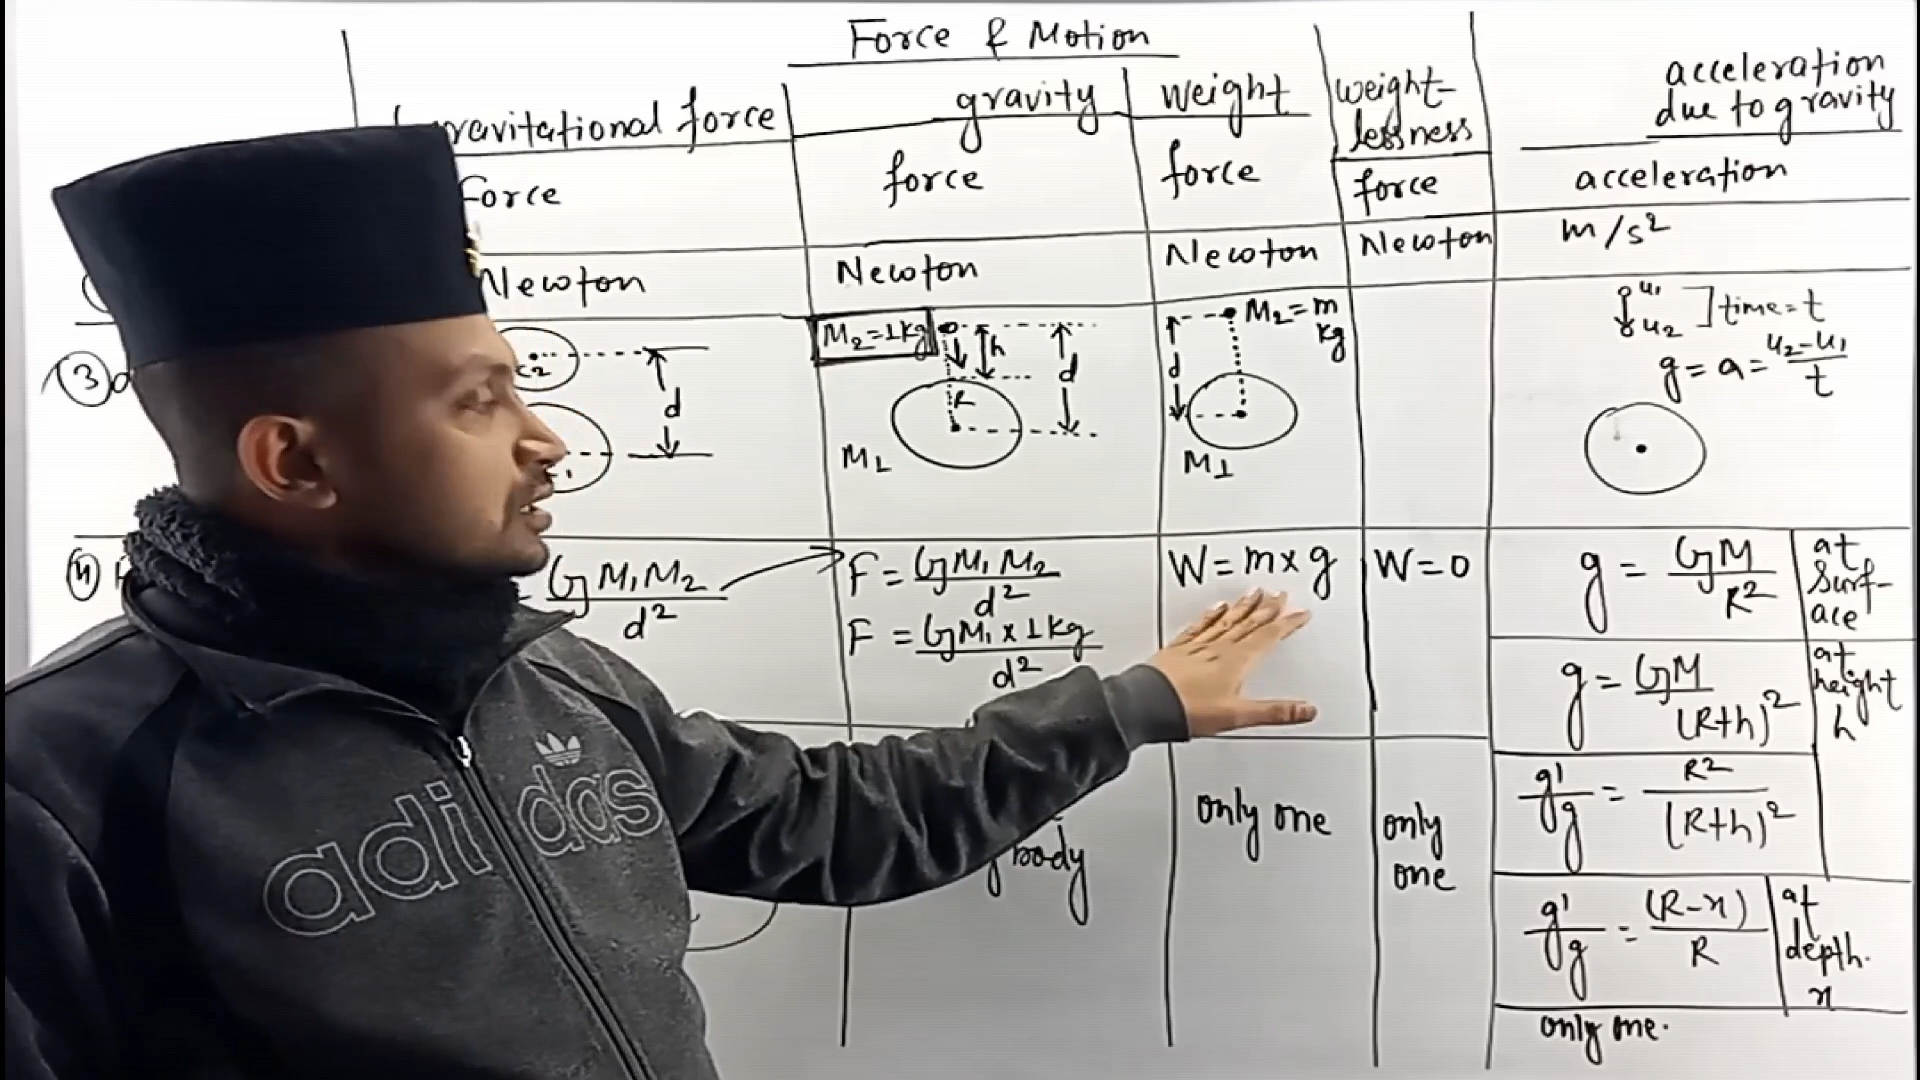 Force & Motion
gravitational force
gravity
weight
weight-
lessness
acceleration
due to gravity
Force
force
force
force
acceleration
Newton
Newton
Newton
Newton
m/s²
③
C2
d
M₂=1kg
h
R
d
M₁
M₂=m
kg
d
M₁
u₁
u₂
time=t
g = a = u₂-u₁/t
④
GM₁M₂/d²
F = GM₁M₂/d²
F = GM₁×1kg/d²
W=m×g
W=0
g = GM/R²
at
surf-
ace
g = GM/(R+h)²
at
height
h
g'/g = R²/(R+h)²
only one
only
one
body
g'/g = (R-x)/R
at
depth.
x
only one.
adidas